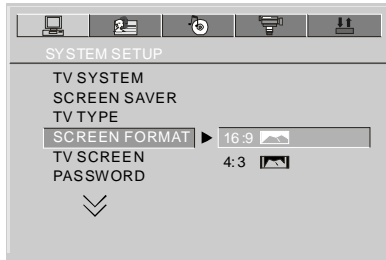 SYSTEM SETUP
TV SYSTEM
SCREEN SAVER
TV TYPE
SCREEN FORMAT 16:9
TV SCREEN 4:3
PASSWORD